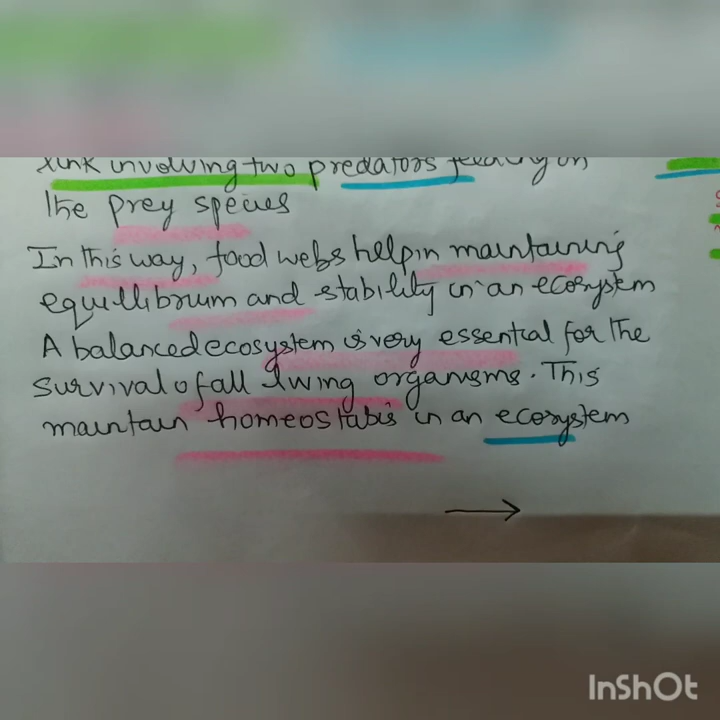 link involving two predators feeding on
the prey species
In this way, food webs help in maintaining
equillibrium and stability in an ecosystem
A balanced ecosystem is very essential for the
survival of all living organisms. This
maintain homeostabis in an ecosystem
InShOt